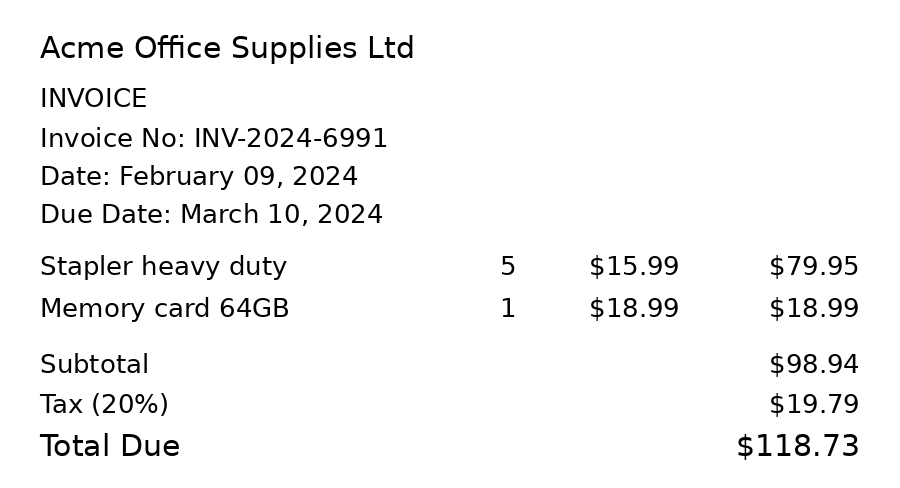 Acme Office Supplies Ltd
INVOICE
Invoice No: INV-2024-6991
Date: February 09, 2024
Due Date: March 10, 2024
Stapler heavy duty 5 $15.99 $79.95
Memory card 64GB 1 $18.99 $18.99
Subtotal $98.94
Tax (20%) $19.79
Total Due $118.73